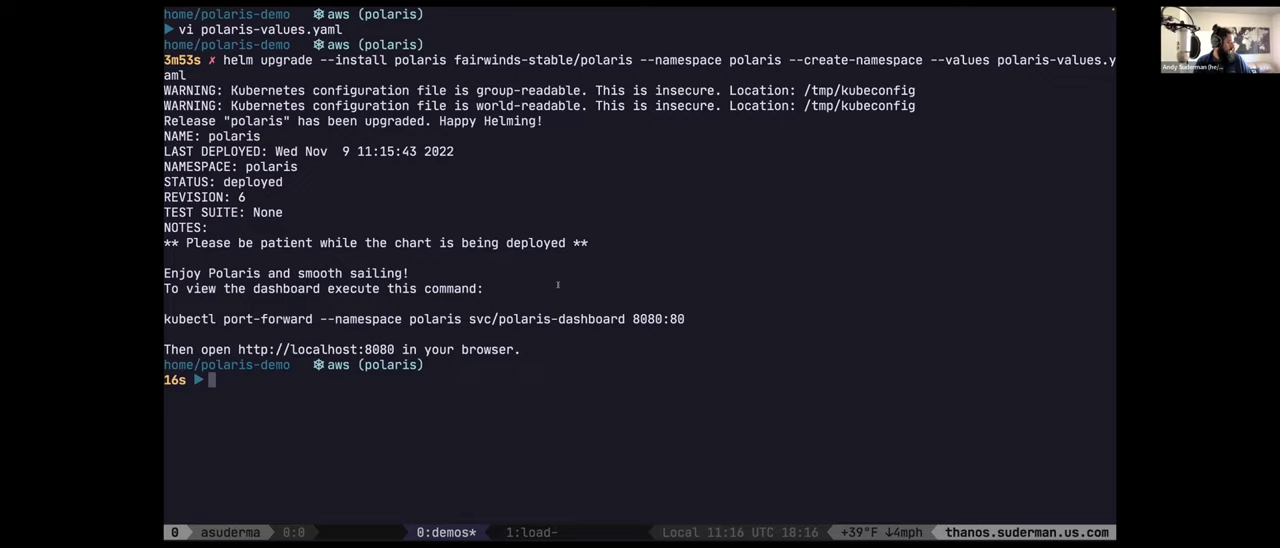 home/polaris-demo ⎈aws (polaris)
▶ vi polaris-values.yaml
home/polaris-demo ⎈aws (polaris)
3m53s ✗ helm upgrade --install polaris fairwinds-stable/polaris --namespace polaris --create-namespace --values polaris-values.y
aml
WARNING: Kubernetes configuration file is group-readable. This is insecure. Location: /tmp/kubeconfig
WARNING: Kubernetes configuration file is world-readable. This is insecure. Location: /tmp/kubeconfig
Release "polaris" has been upgraded. Happy Helming!
NAME: polaris
LAST DEPLOYED: Wed Nov  9 11:15:43 2022
NAMESPACE: polaris
STATUS: deployed
REVISION: 6
TEST SUITE: None
NOTES:
** Please be patient while the chart is being deployed **
Enjoy Polaris and smooth sailing!
To view the dashboard execute this command:
kubectl port-forward --namespace polaris svc/polaris-dashboard 8080:80
Then open http://localhost:8080 in your browser.
home/polaris-demo ⎈aws (polaris)
16s ▶
0 asuderma 0:0 0:demos* 1:load- Local 11:16 UTC 18:16 +39°F ↓4mph thanos.suderman.us.com
Andy Suderman (he/